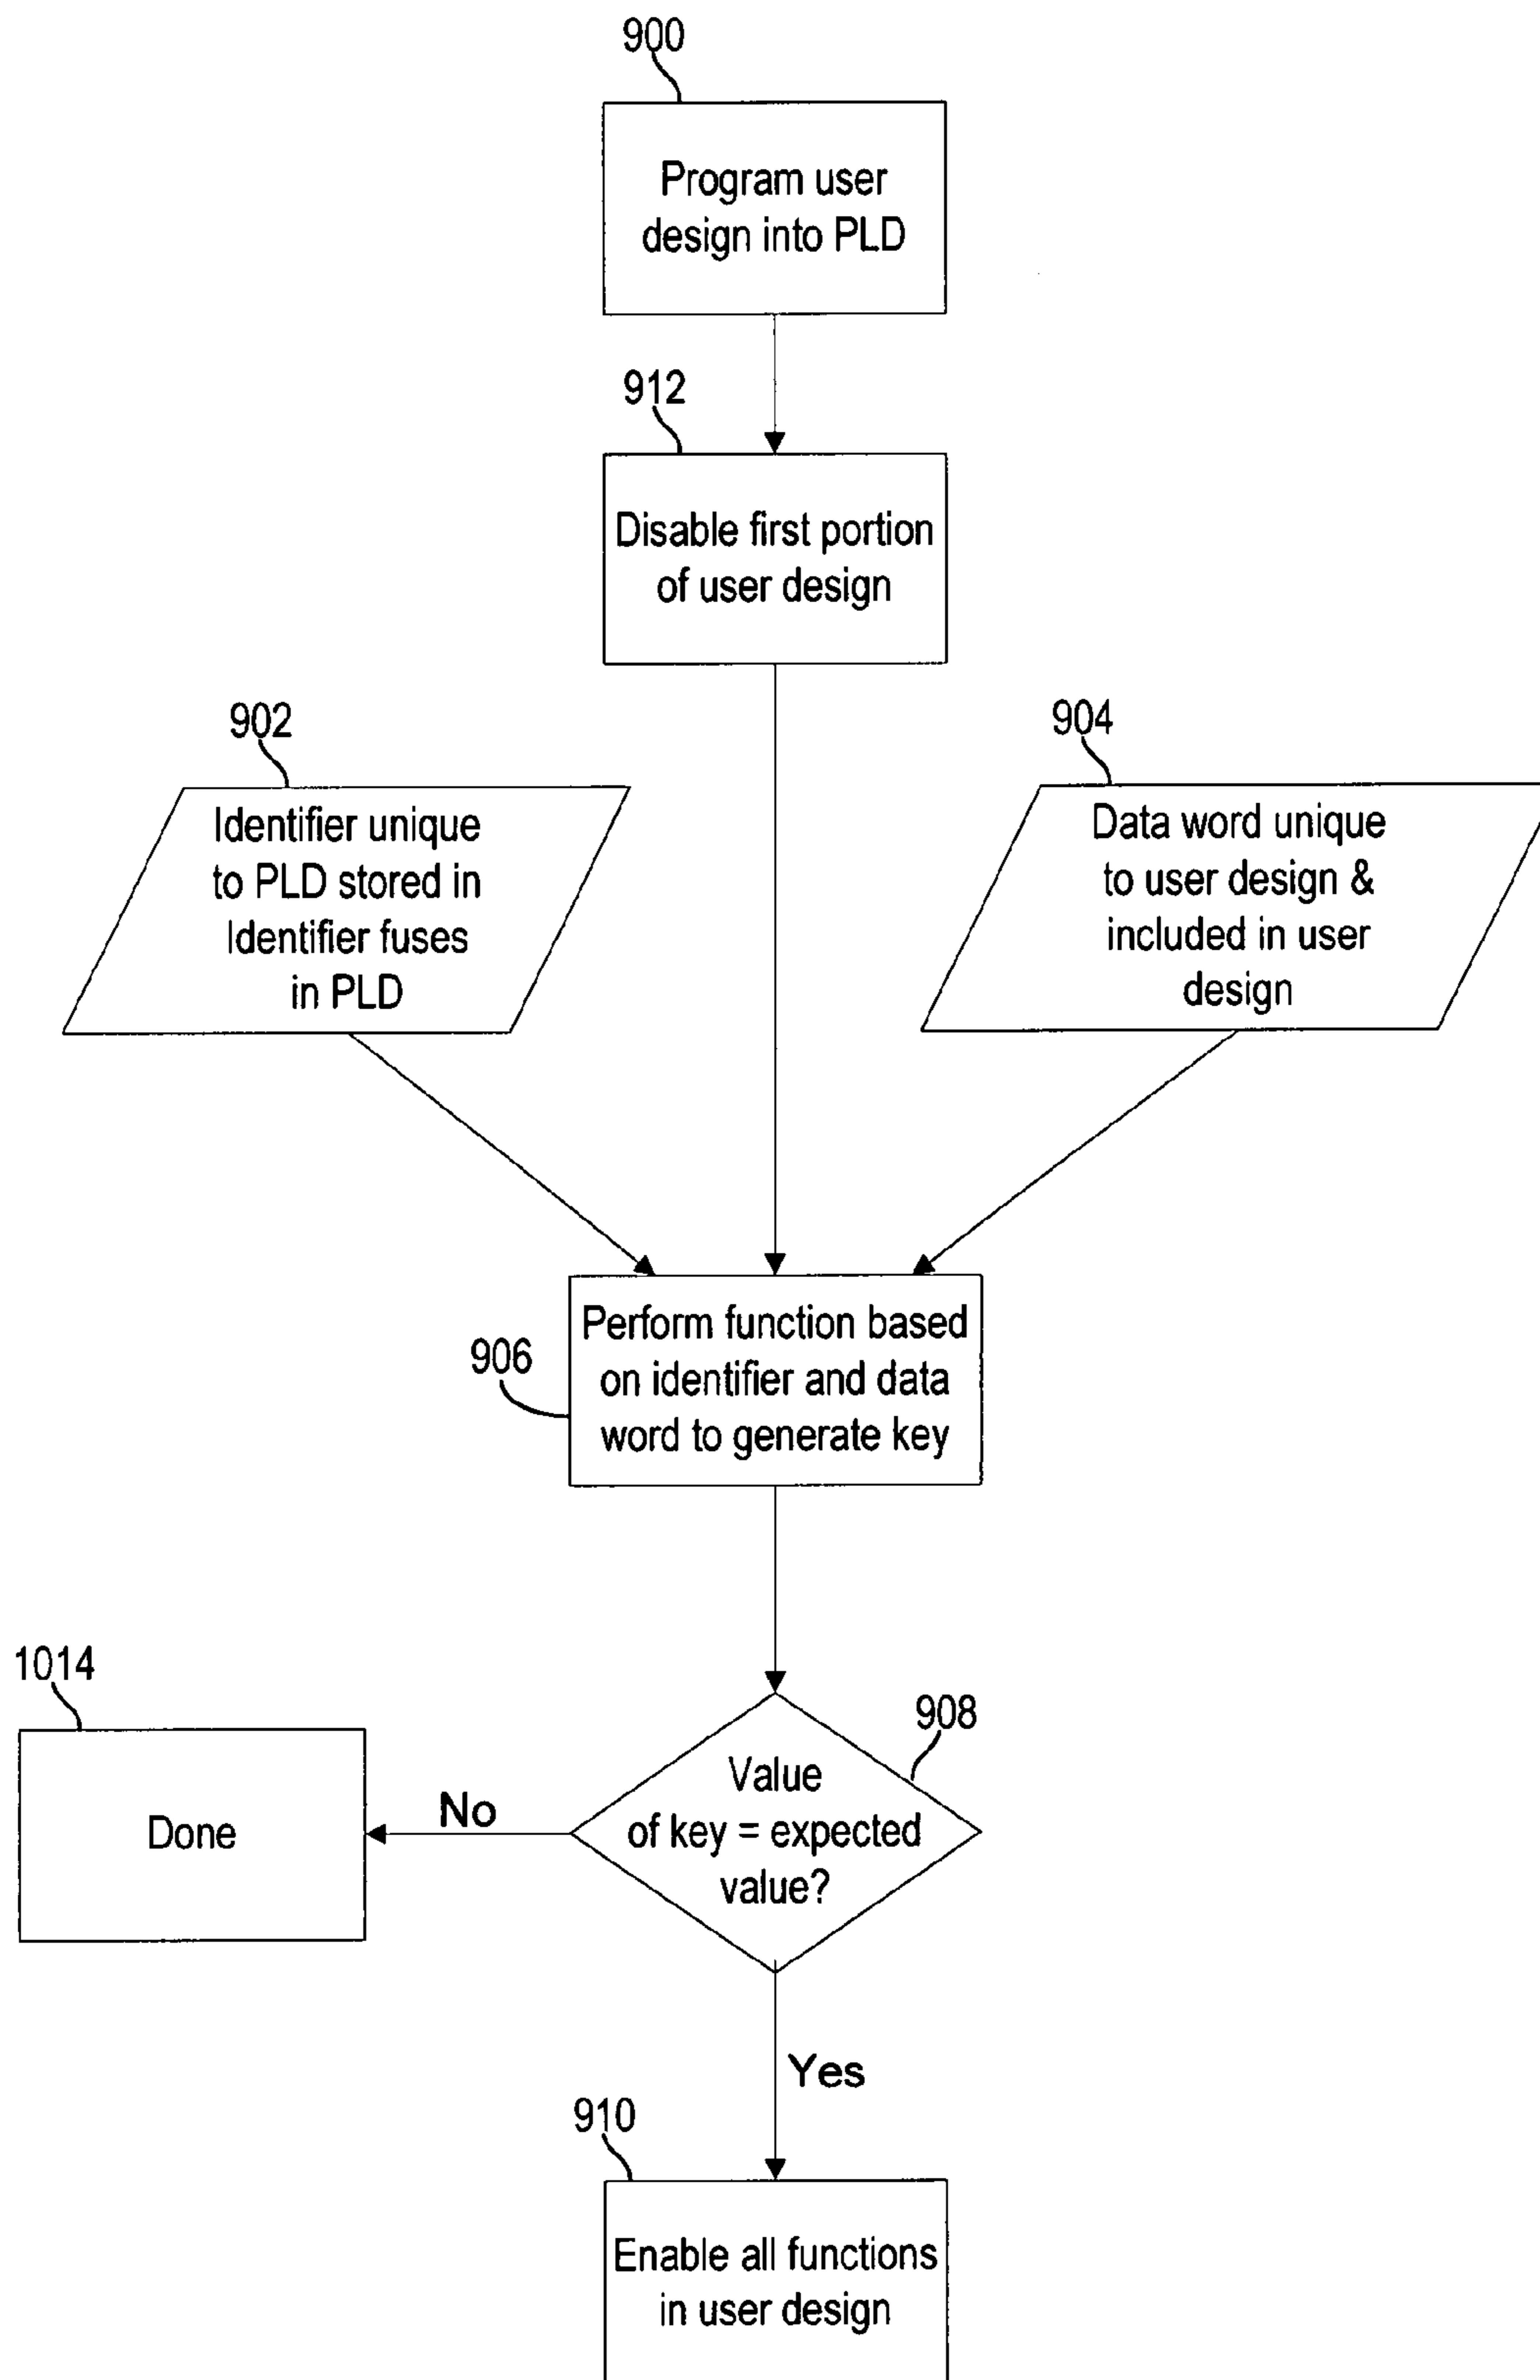 900
Program user
design into PLD
912
Disable first portion
of user design
902
Identifier unique
to PLD stored in
Identifier fuses
in PLD
904
Data word unique
to user design &
included in user
design
906
Perform function based
on identifier and data
word to generate key
1014
Done
No
908
Value
of key = expected
value?
Yes
910
Enable all functions
in user design